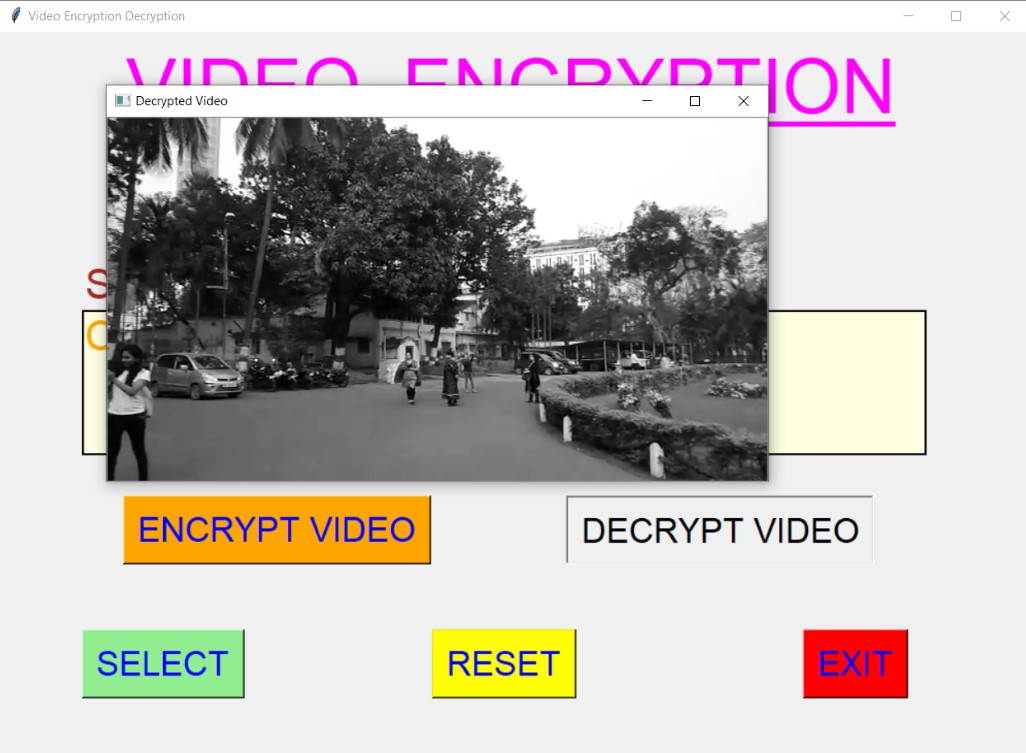 Video Encryption Decryption
VIDEO ENCRYPTION
Decrypted Video
S
O
ENCRYPT VIDEO
DECRYPT VIDEO
SELECT
RESET
EXIT